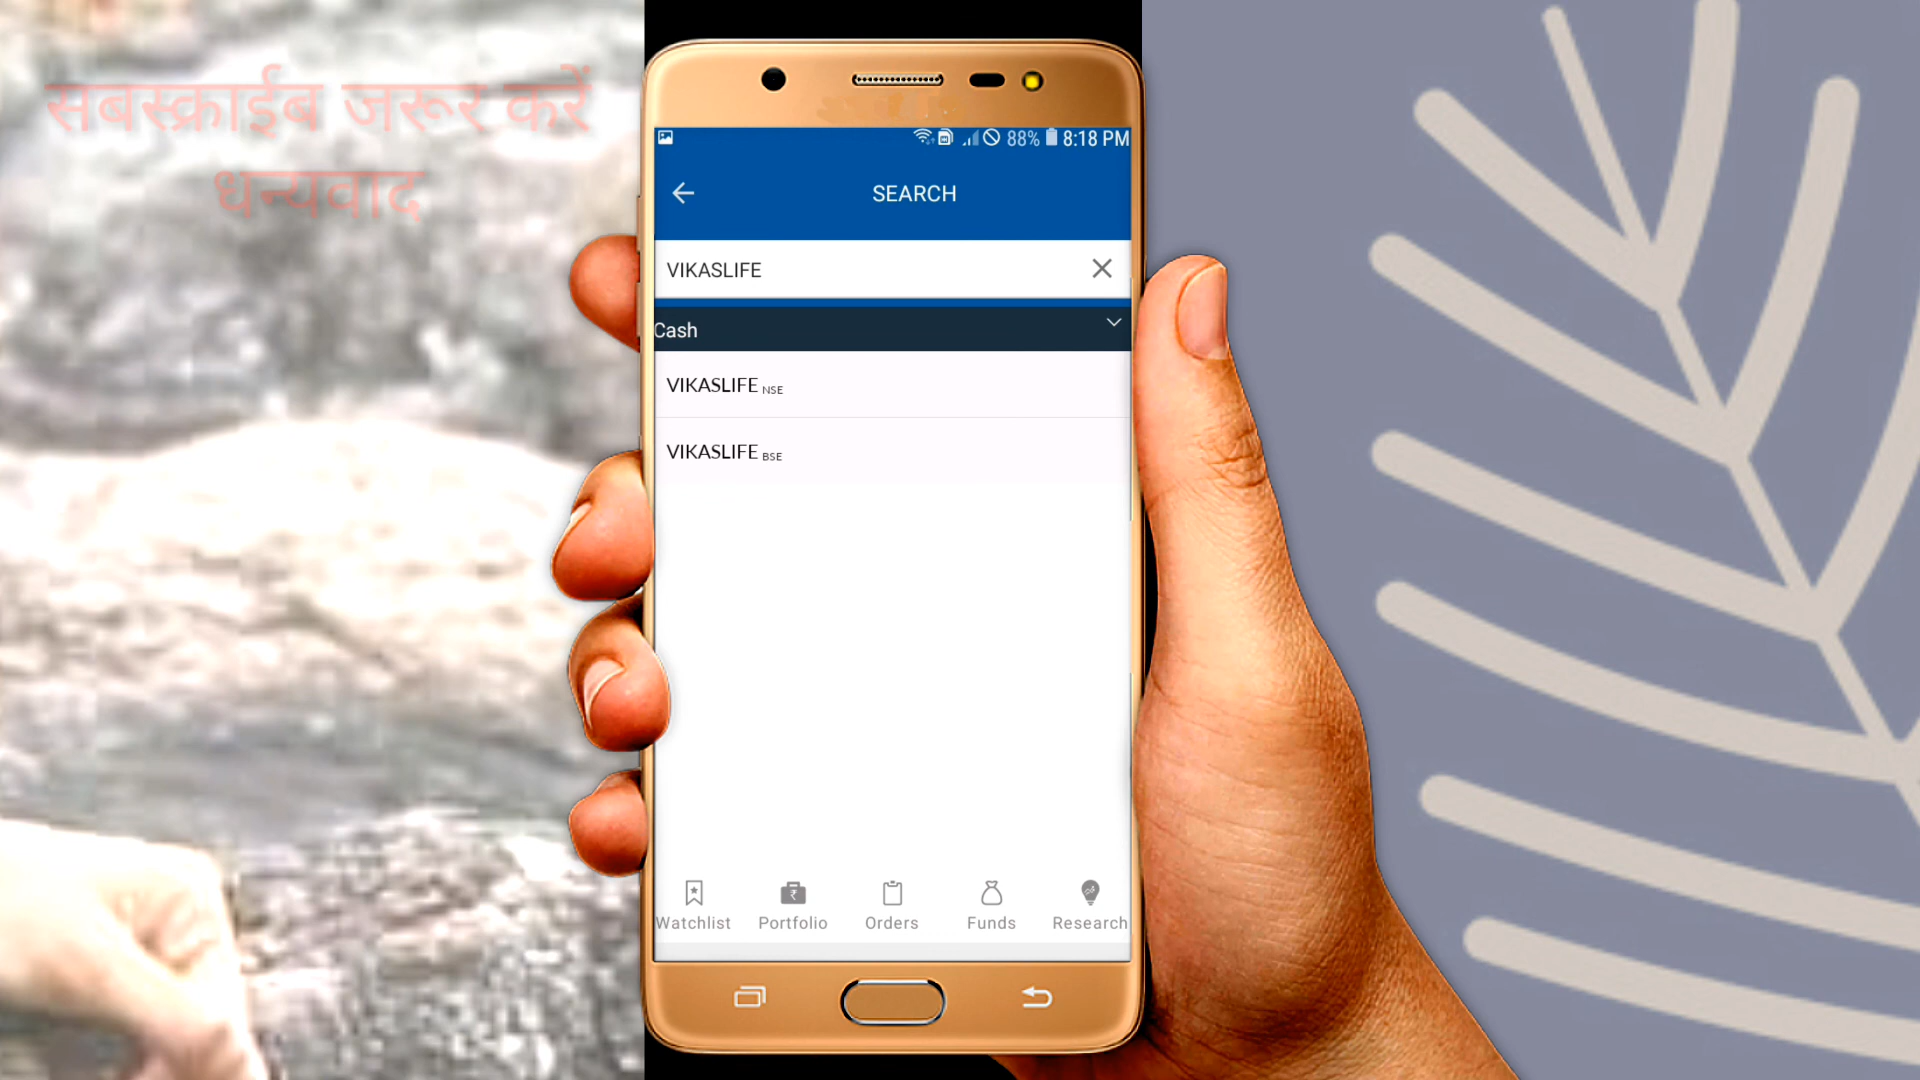 सबस्क्राईब जरूर करें
धन्यवाद
88% 8:18 PM
SEARCH
VIKASLIFE
Cash
VIKASLIFE NSE
VIKASLIFE BSE
Watchlist Portfolio Orders Funds Research